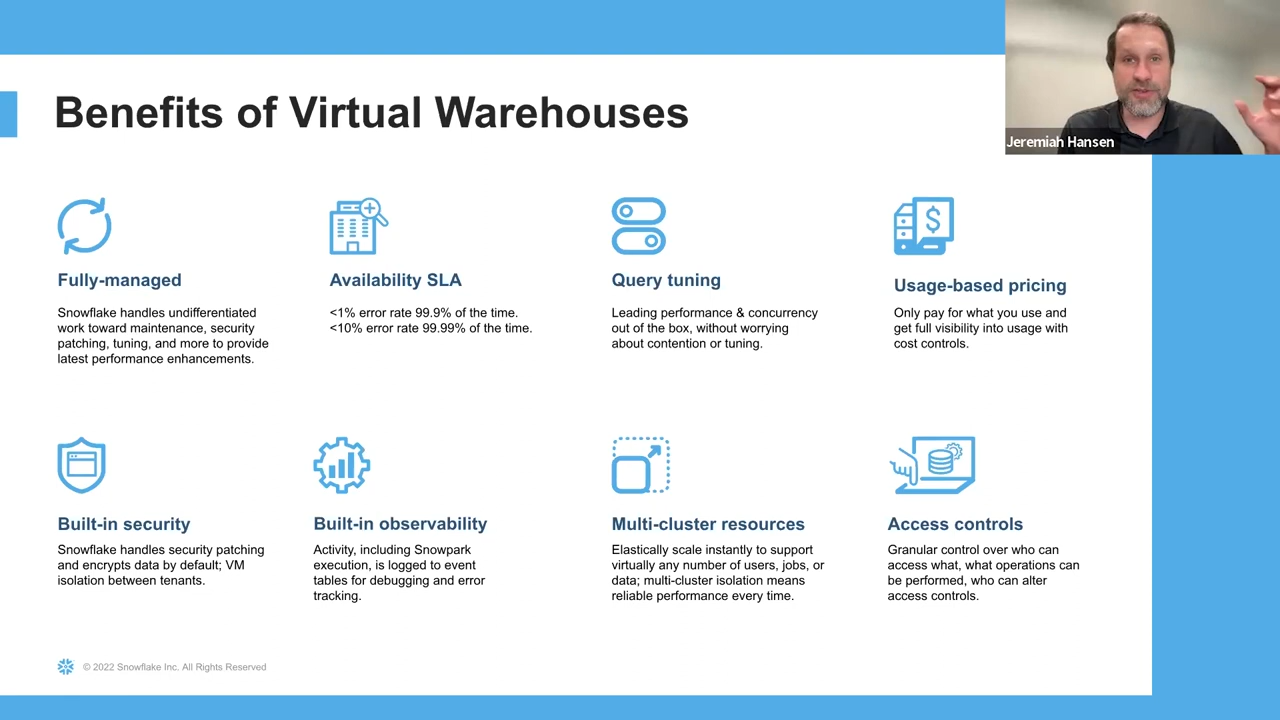 Benefits of Virtual Warehouses
Jeremiah Hansen
Fully-managed
Snowflake handles undifferentiated
work toward maintenance, security
patching, tuning, and more to provide
latest performance enhancements.
Availability SLA
<1% error rate 99.9% of the time.
<10% error rate 99.99% of the time.
Query tuning
Leading performance & concurrency
out of the box, without worrying
about contention or tuning.
Usage-based pricing
Only pay for what you use and
get full visibility into usage with
cost controls.
Built-in security
Snowflake handles security patching
and encrypts data by default; VM
isolation between tenants.
Built-in observability
Activity, including Snowpark
execution, is logged to event
tables for debugging and error
tracking.
Multi-cluster resources
Elastically scale instantly to support
virtually any number of users, jobs, or
data; multi-cluster isolation means
reliable performance every time.
Access controls
Granular control over who can
access what, what operations can
be performed, who can alter
access controls.
© 2022 Snowflake Inc. All Rights Reserved